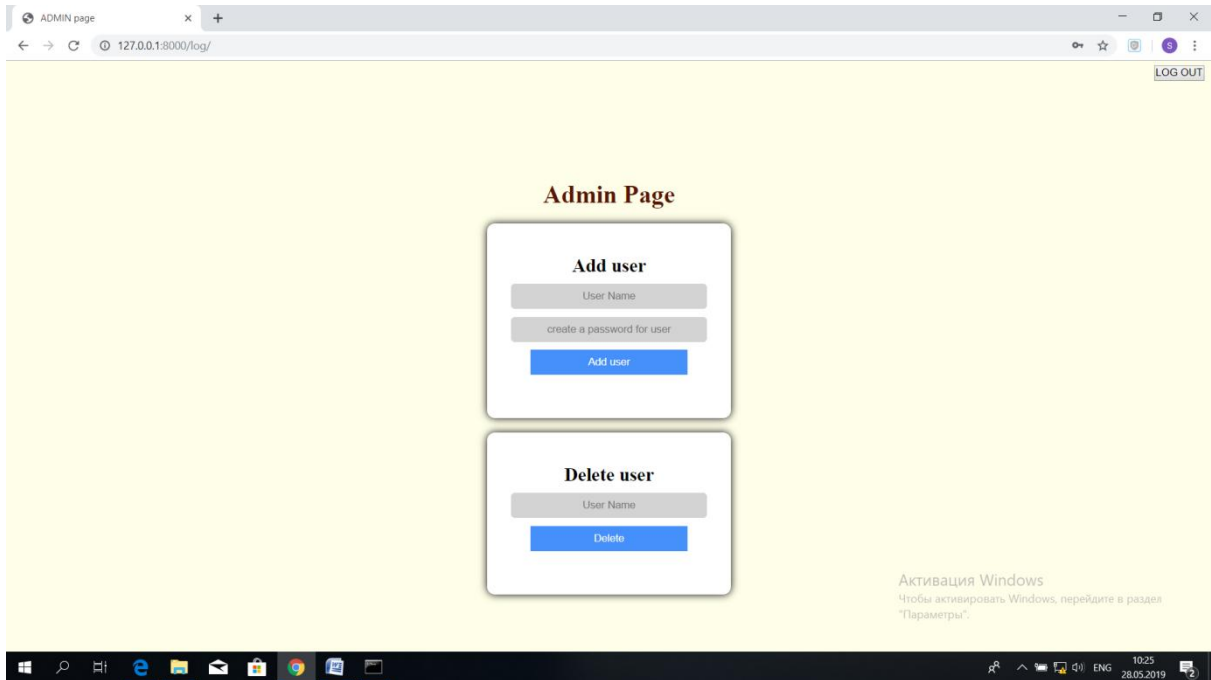 ADMIN page
127.0.0.1:8000/log/
S
LOG OUT
Admin Page
Add user
User Name
create a password for user
Add user
Delete user
User Name
Delete
Активация Windows
Чтобы активировать Windows, перейдите в раздел
"Параметры".
ENG
10:25
28.05.2019
2